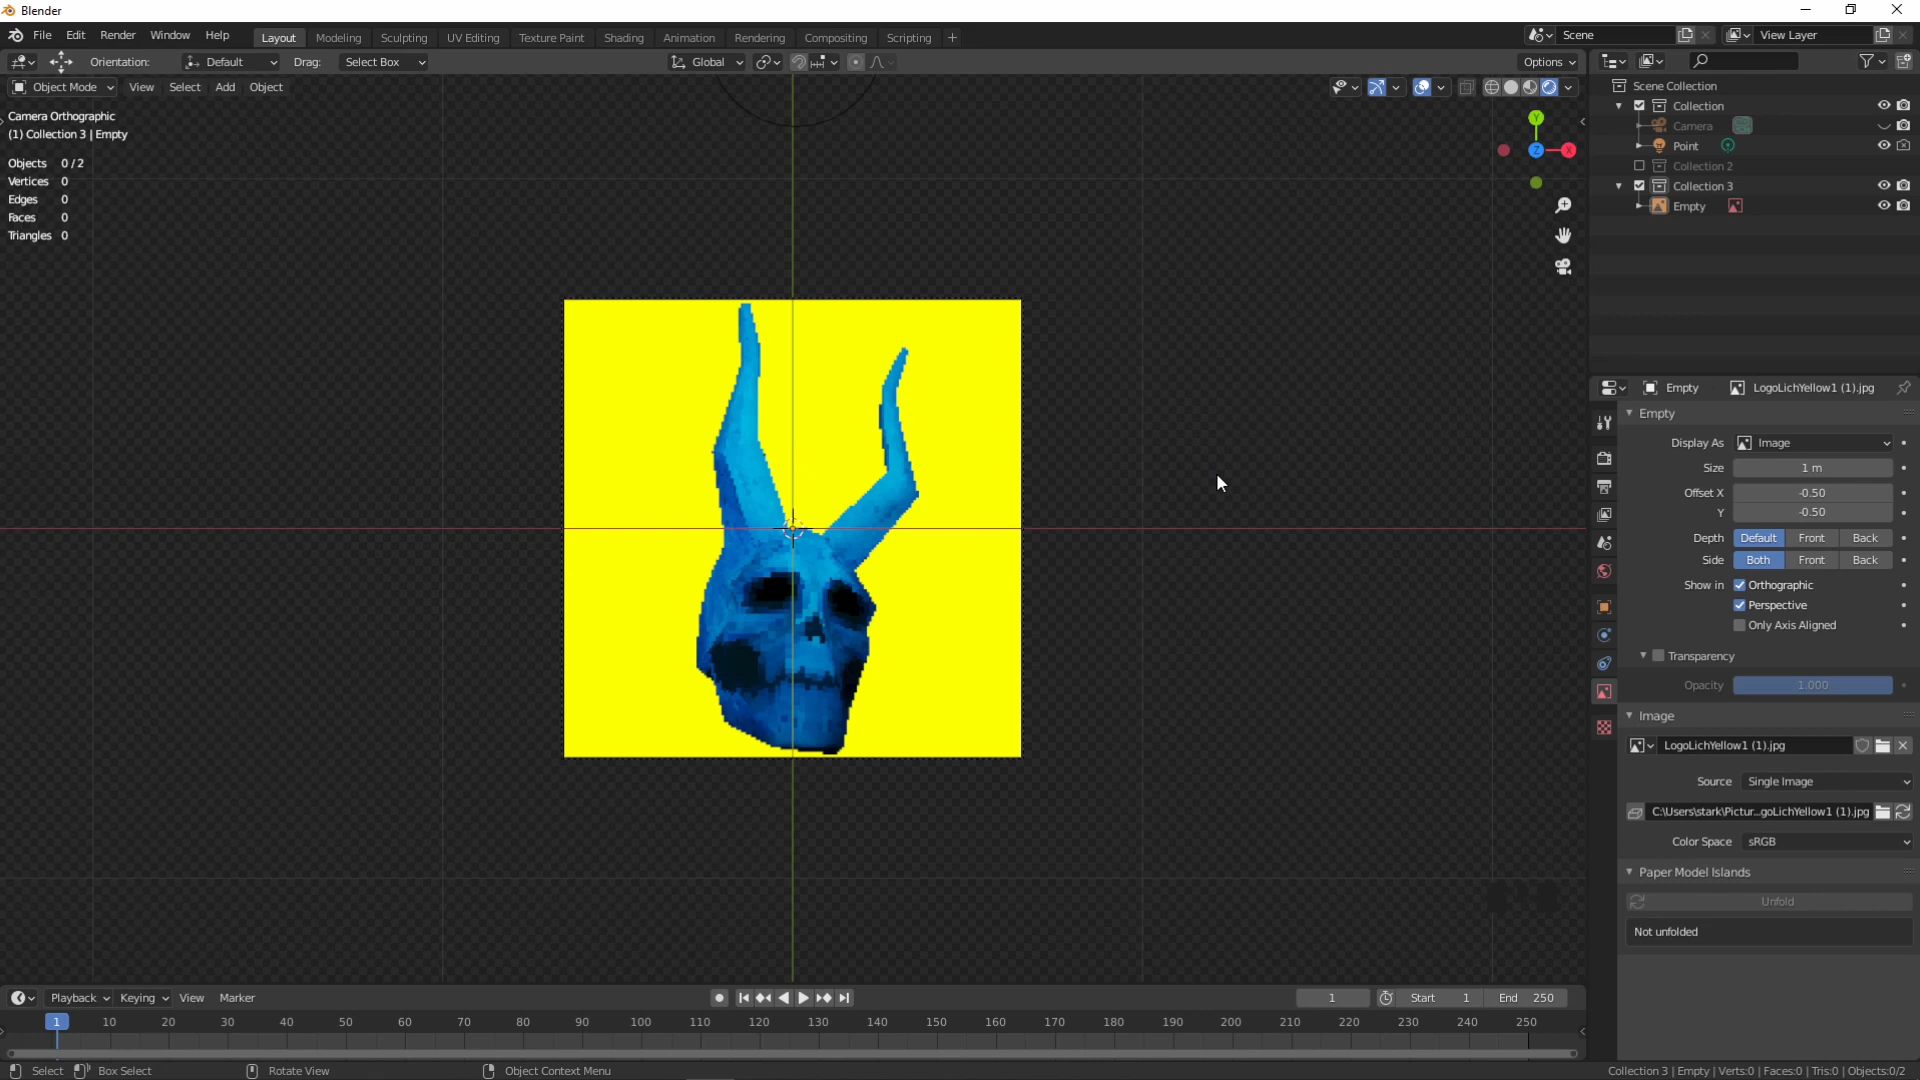 Blender
File Edit Render Window Help Layout Modeling Sculpting UV Editing Texture Paint Shading Animation Rendering Compositing Scripting + Scene View Layer
Orientation: Default Drag: Select Box Global Options
Object Mode View Select Add Object
Camera Orthographic
(1) Collection 3 | Empty
Objects 0/2
Vertices 0
Edges 0
Faces 0
Triangles 0
Y
Z X
Scene Collection
Collection
Camera
Point
Collection 2
Collection 3
Empty
Empty LogoLichYellow1 (1).jpg
Empty
Display As Image
Size 1 m
Offset X -0.50
Y -0.50
Depth Default Front Back
Side Both Front Back
Show in Orthographic
Perspective
Only Axis Aligned
Transparency
Opacity 1.000
Image
LogoLichYellow1 (1).jpg
Source Single Image
C:\Users\stark\Pictur...goLichYellow1 (1).jpg
Color Space sRGB
Paper Model Islands
Unfold
Not unfolded
Playback Keying View Marker 1 Start 1 End 250
1 10 20 30 40 50 60 70 80 90 100 110 120 130 140 150 160 170 180 190 200 210 220 230 240 250
Select Box Select Rotate View Object Context Menu Collection 3 | Empty | Verts:0 | Faces:0 | Tris:0 | Objects:0/2